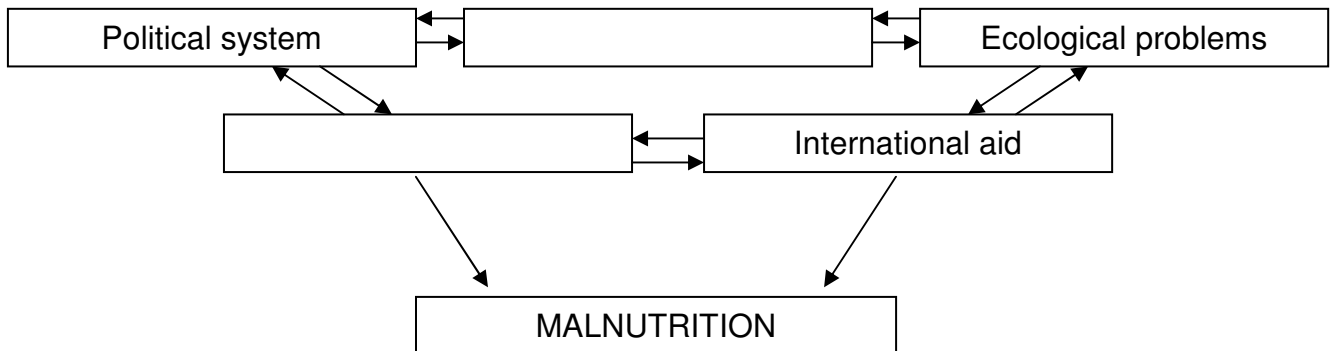 Political system
Ecological problems
International aid
MALNUTRITION